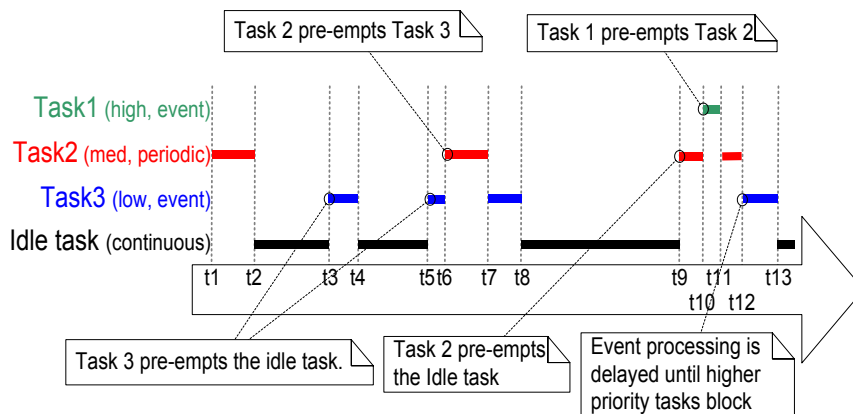 Task 2 pre-empts Task 3
Task 1 pre-empts Task 2
Task1 (high, event)
Task2 (med, periodic)
Task3 (low, event)
Idle task (continuous)
t1 t2 t3 t4 t5 t6 t7 t8 t9 t11 t13
t10 t12
Task 3 pre-empts the idle task.
Task 2 pre-empts
the Idle task
Event processing is
delayed until higher
priority tasks block